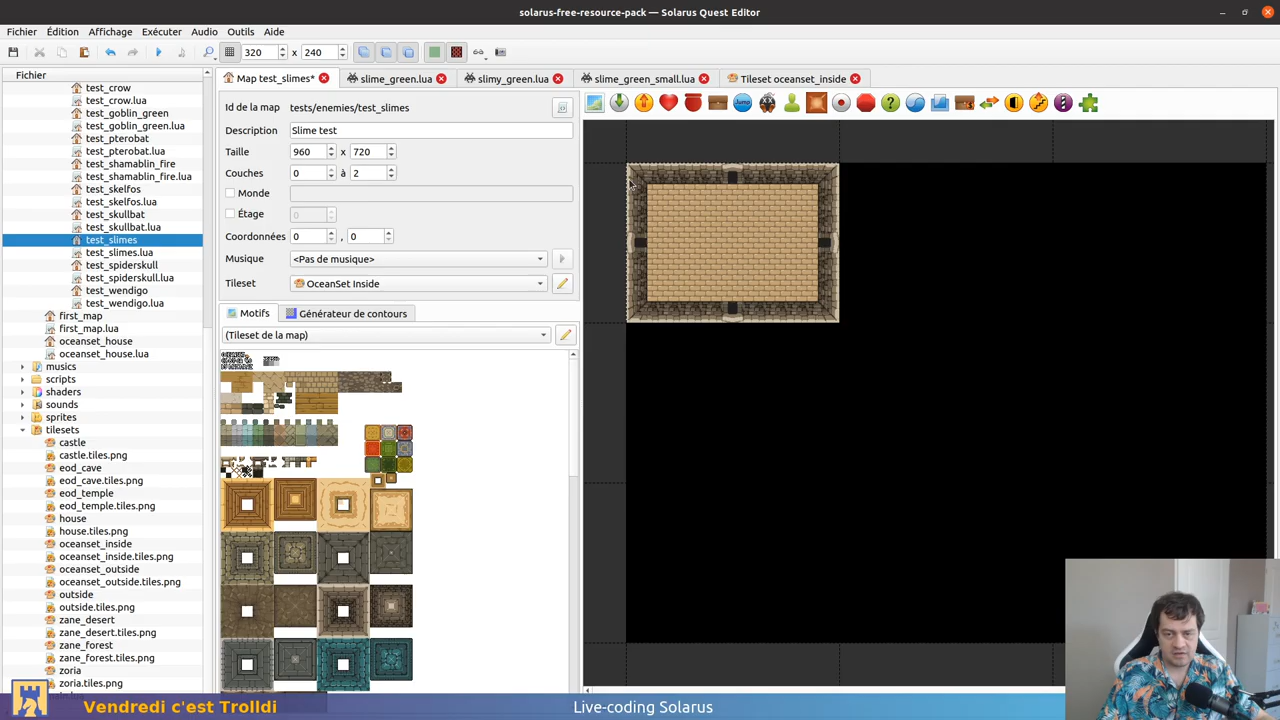 solarus-free-resource-pack — Solarus Quest Editor
Fichier Édition Affichage Exécuter Audio Outils Aide
320 x 240
Fichier
test_crow
test_crow.lua
test_goblin_green
test_goblin_green.lua
test_pterobat
test_pterobat.lua
test_shamblin_fire
test_shamblin_fire.lua
test_skelfos
test_skelfos.lua
test_skullbat
test_skullbat.lua
test_slimes
test_slimes.lua
test_spiderskull
test_spiderskull.lua
test_wendigo
test_wendigo.lua
first_map
first_map.lua
oceanset_house
oceanset_house.lua
musics
scripts
shaders
sounds
sprites
tilesets
castle
castle.tiles.png
eod_cave
eod_cave.tiles.png
eod_temple
eod_temple.tiles.png
house
house.tiles.png
oceanset_inside
oceanset_inside.tiles.png
oceanset_outside
oceanset_outside.tiles.png
outside
outside.tiles.png
zane_desert
zane_desert.tiles.png
zane_forest
zane_forest.tiles.png
zoria
zoria.tiles.png
Map test_slimes* slime_green.lua slimy_green.lua slime_green_small.lua Tileset oceanset_inside
Id de la map tests/enemies/test_slimes
Description Slime test
Taille 960 x 720
Couches 0 à 2
Monde
Étage 0
Coordonnées 0 , 0
Musique <Pas de musique>
Tileset OceanSet Inside
Motifs Générateur de contours
(Tileset de la map)
Jump
Vendredi c'est Trolldi
Live-coding Solarus